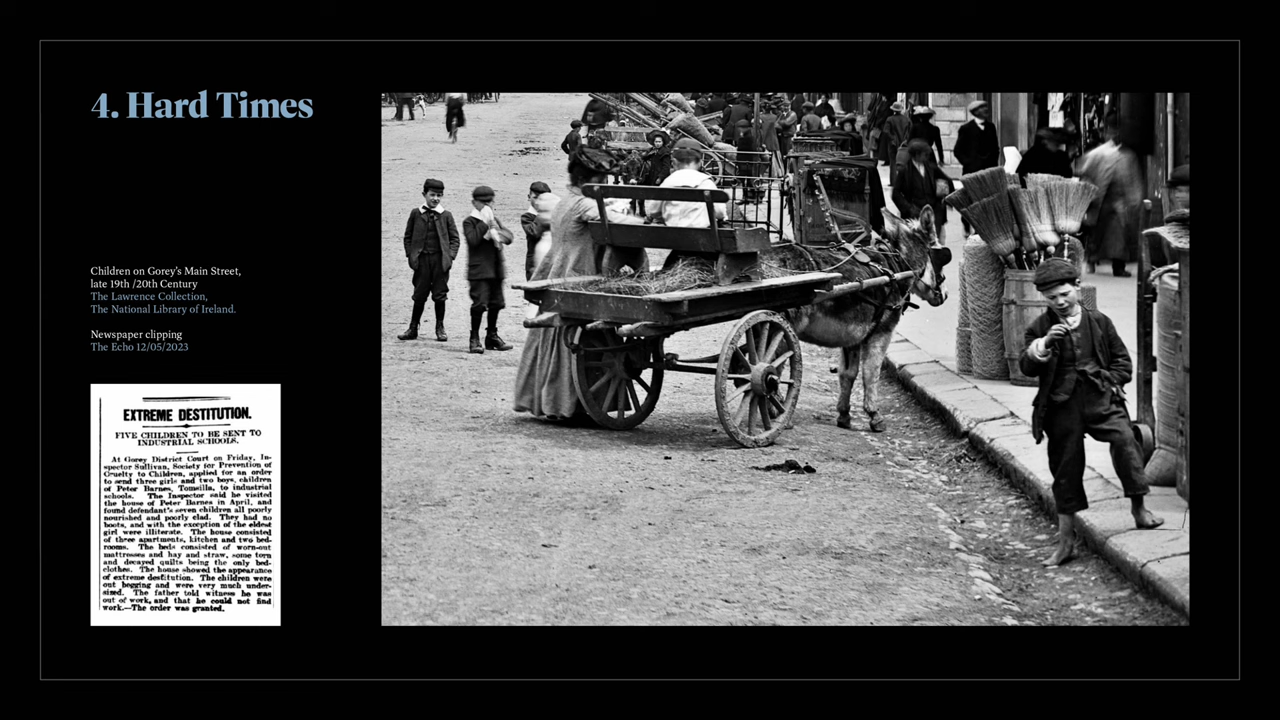 4. Hard Times
Children on Gorey's Main Street,
late 19th /20th Century
The Lawrence Collection,
The National Library of Ireland.
Newspaper clipping
The Echo 12/05/2023
EXTREME DESTITUTION.
FIVE CHILDREN TO BE SENT TO
INDUSTRIAL SCHOOLS.
At Gorey District Court on Friday, In-
spector Sullivan, Society for Prevention of
Cruelty to Children, applied for an order
to send three girls and two boys, children
of Peter Barnes, Tomsilla, to industrial
schools. The Inspector said he visited
the house of Peter Barnes in April, and
found defendant's seven children all poorly
nourished and poorly clad. They had no
boots, and with the exception of the eldest
girl were illiterate. The house consisted
of three apartments, kitchen and two bed-
rooms. The beds consisted of worn-out
mattresses and hay and straw, some torn
and decayed quilts being the only bed-
clothes. The house showed the appearance
of extreme destitution. The children were
out begging and were very much under-
sized. The father told witness he was
out of work, and that he could not find
work.—The order was granted.